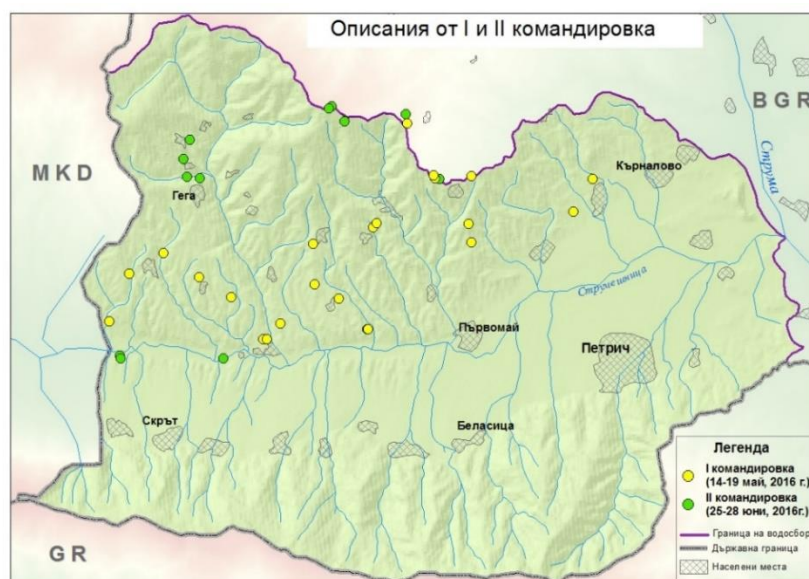 Описания от I и II командировка
BGR
MKD
Струма
Кърналово
Гега
Струмешница
Първомай
Петрич
Скрът
Беласица
GR
Легенда
I командировка
(14-19 май, 2016 г.)
II командировка
(25-28 юни, 2016г.)
Граница на водосбор
Държавна граница
Населени места